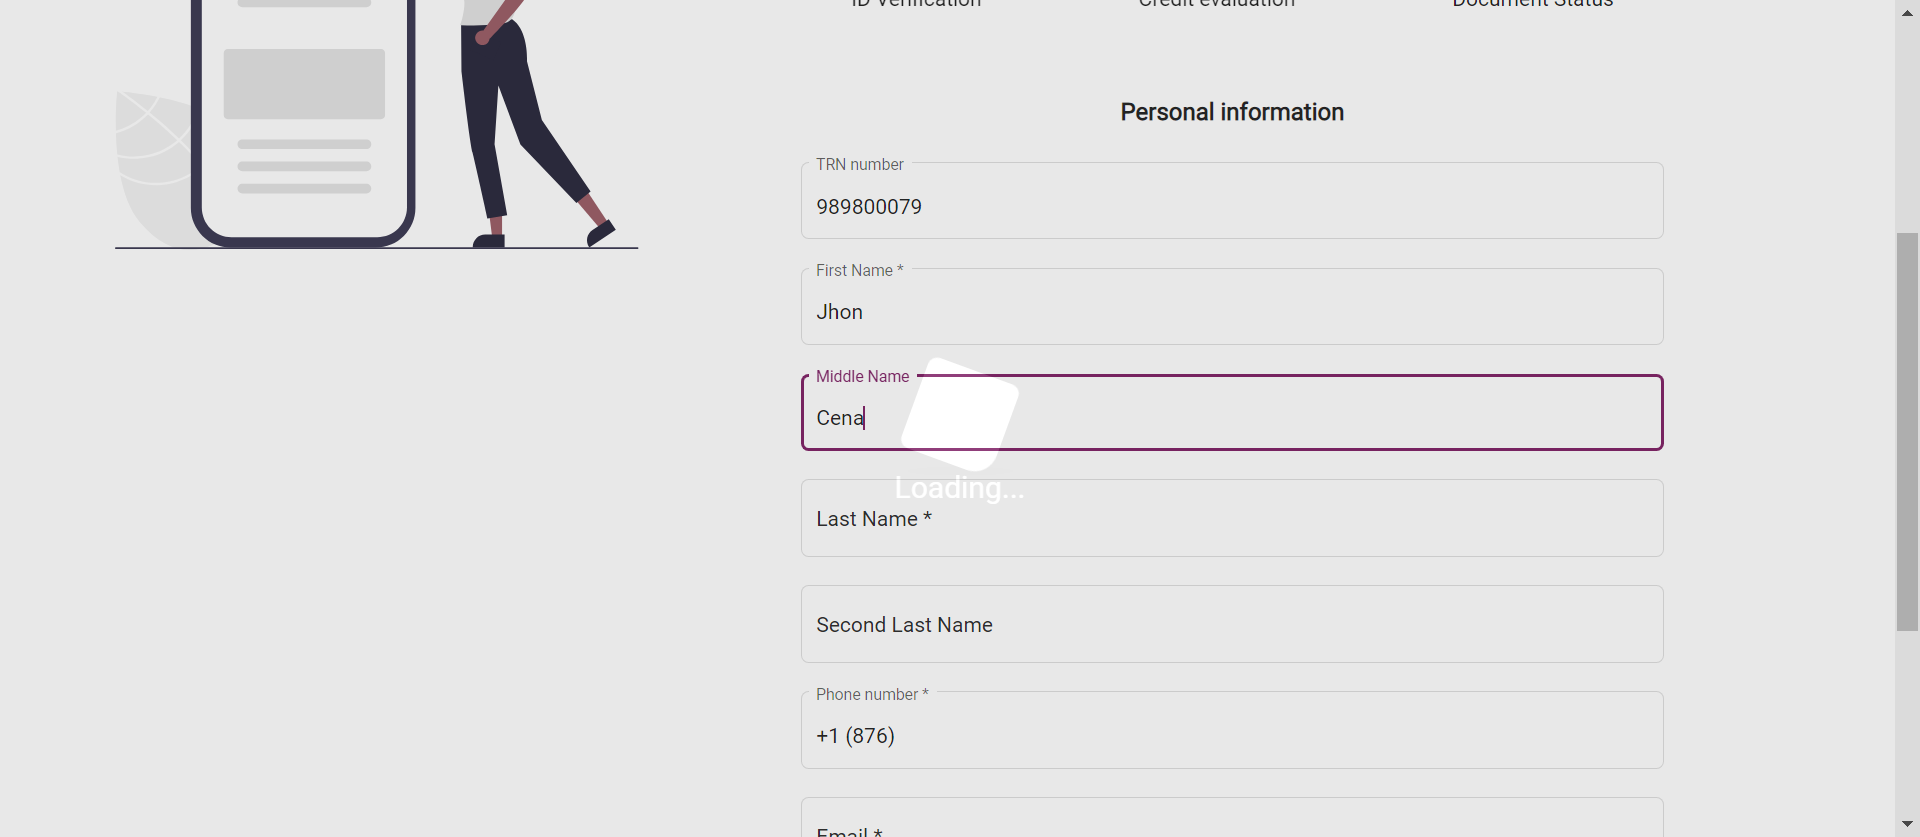 ID Verification
Credit evaluation
Document Status
Personal information
TRN number
989800079
First Name *
Jhon
Middle Name
Cena
Loading...
Last Name *
Second Last Name
Phone number *
+1 (876)
Email *